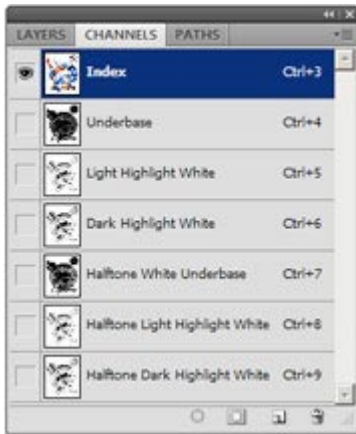 LAYERS CHANNELS PATHS
Index Ctrl+3
Underbase Ctrl+4
Light Highlight White Ctrl+5
Dark Highlight White Ctrl+6
Halftone White Underbase Ctrl+7
Halftone Light Highlight White Ctrl+8
Halftone Dark Highlight White Ctrl+9